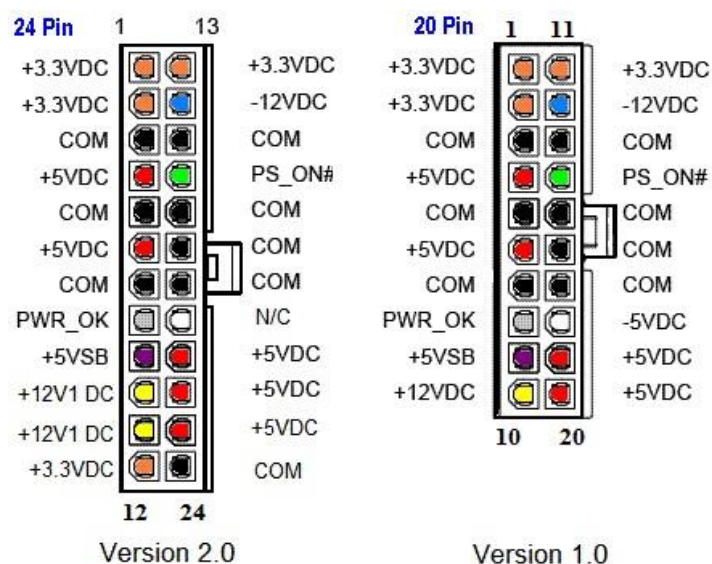 24 Pin 1 13
+3.3VDC +3.3VDC
+3.3VDC -12VDC
COM COM
+5VDC PS_ON#
COM COM
+5VDC COM
COM COM
PWR_OK N/C
+5VSB +5VDC
+12V1 DC +5VDC
+12V1 DC +5VDC
+3.3VDC COM
12 24
Version 2.0
20 Pin 1 11
+3.3VDC +3.3VDC
+3.3VDC -12VDC
COM COM
+5VDC PS_ON#
COM COM
+5VDC COM
COM COM
PWR_OK -5VDC
+5VSB +5VDC
+12VDC +5VDC
10 20
Version 1.0